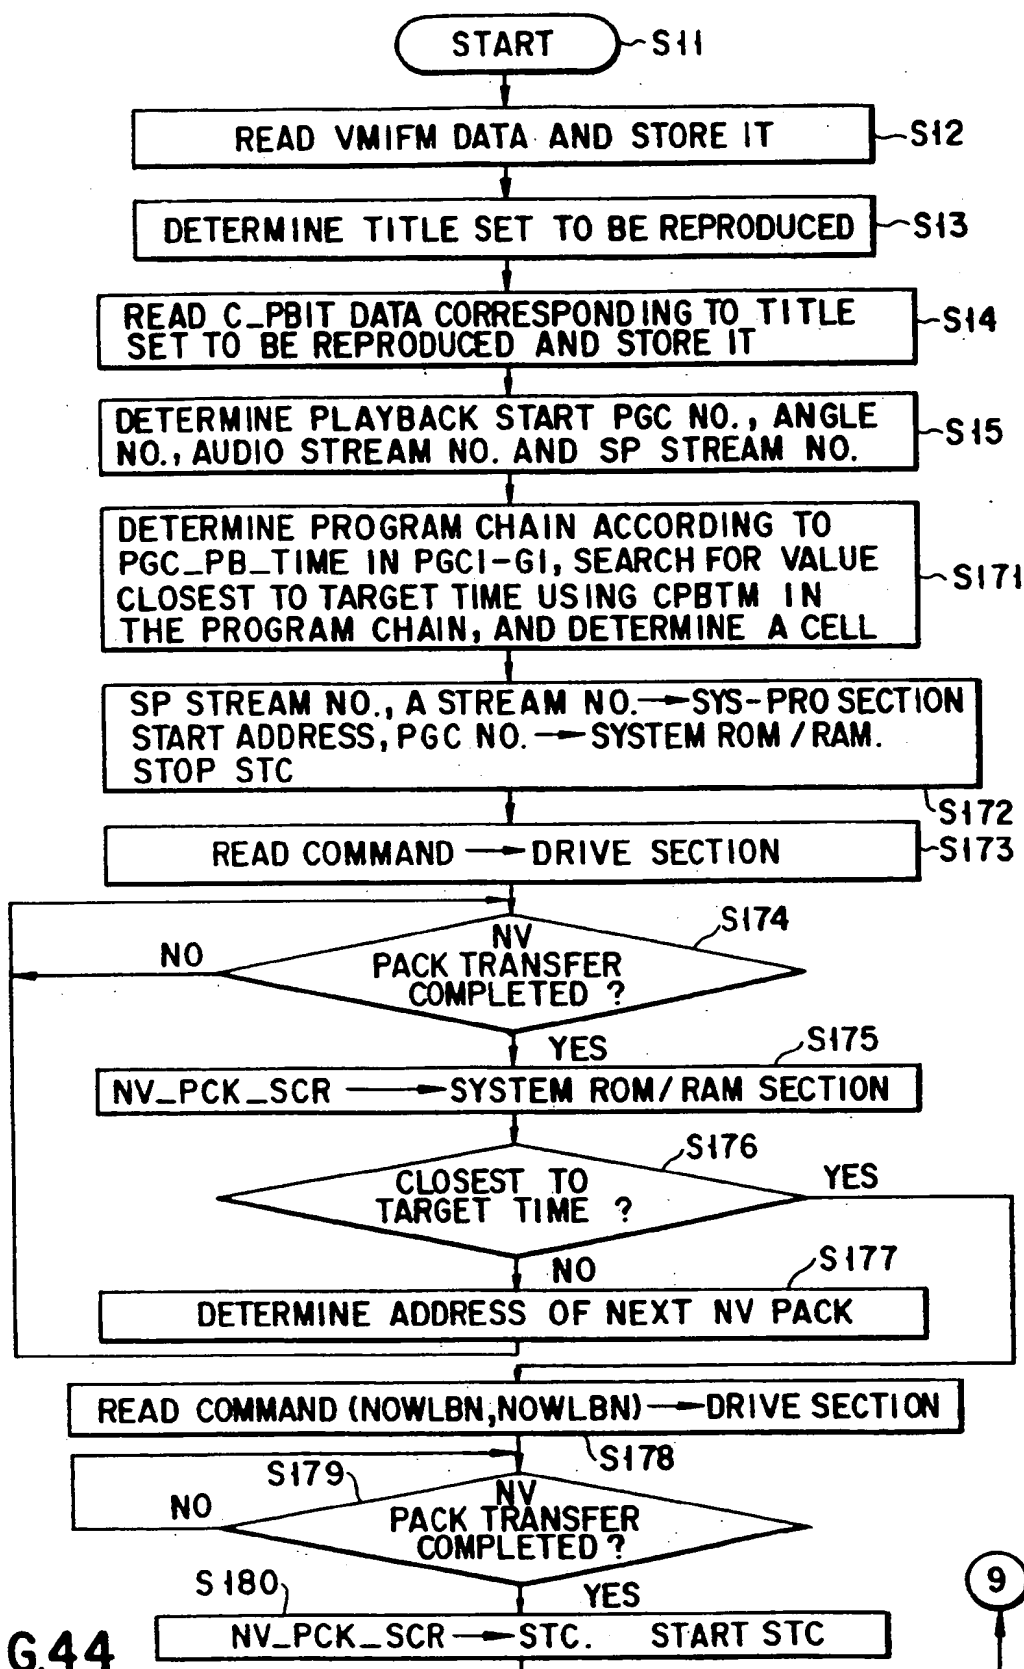 START
S11
READ VMIFM DATA AND STORE IT
S12
DETERMINE TITLE SET TO BE REPRODUCED
S13
READ C_PBIT DATA CORRESPONDING TO TITLE
SET TO BE REPRODUCED AND STORE IT
S14
DETERMINE PLAYBACK START PGC NO., ANGLE
NO., AUDIO STREAM NO. AND SP STREAM NO.
S15
DETERMINE PROGRAM CHAIN ACCORDING TO
PGC_PB_TIME IN PGCI-GI, SEARCH FOR VALUE
CLOSEST TO TARGET TIME USING CPBTM IN
THE PROGRAM CHAIN, AND DETERMINE A CELL
S171
SP STREAM NO., A STREAM NO.→SYS-PRO SECTION
START ADDRESS, PGC NO.→SYSTEM ROM/RAM.
STOP STC
S172
READ COMMAND→DRIVE SECTION
S173
S174
NV
PACK TRANSFER
COMPLETED ?
NO
YES
S175
NV_PCK_SCR→SYSTEM ROM/RAM SECTION
S176
CLOSEST TO
TARGET TIME ?
YES
NO
S177
DETERMINE ADDRESS OF NEXT NV PACK
READ COMMAND (NOWLBN,NOWLBN)→DRIVE SECTION
S178
S179
NV
PACK TRANSFER
COMPLETED ?
NO
YES
S180
NV_PCK_SCR→STC. START STC
9
G.44